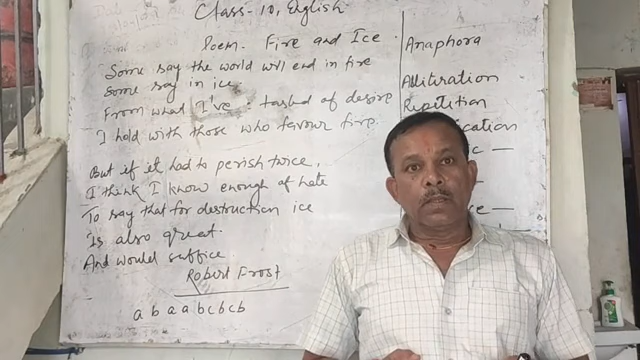 Class-10, English
Poem. Fire and Ice
Some say the world will end in fire
Some say in ice.
From what I've tasted of desire
I hold with those who favour fire.
But if it had to perish twice,
I think I know enough of hate
To say that for destruction ice
Is also great.
And would suffice
Robert Frost
a b a a b c b c b
Anaphora
Alliteration
Repetition